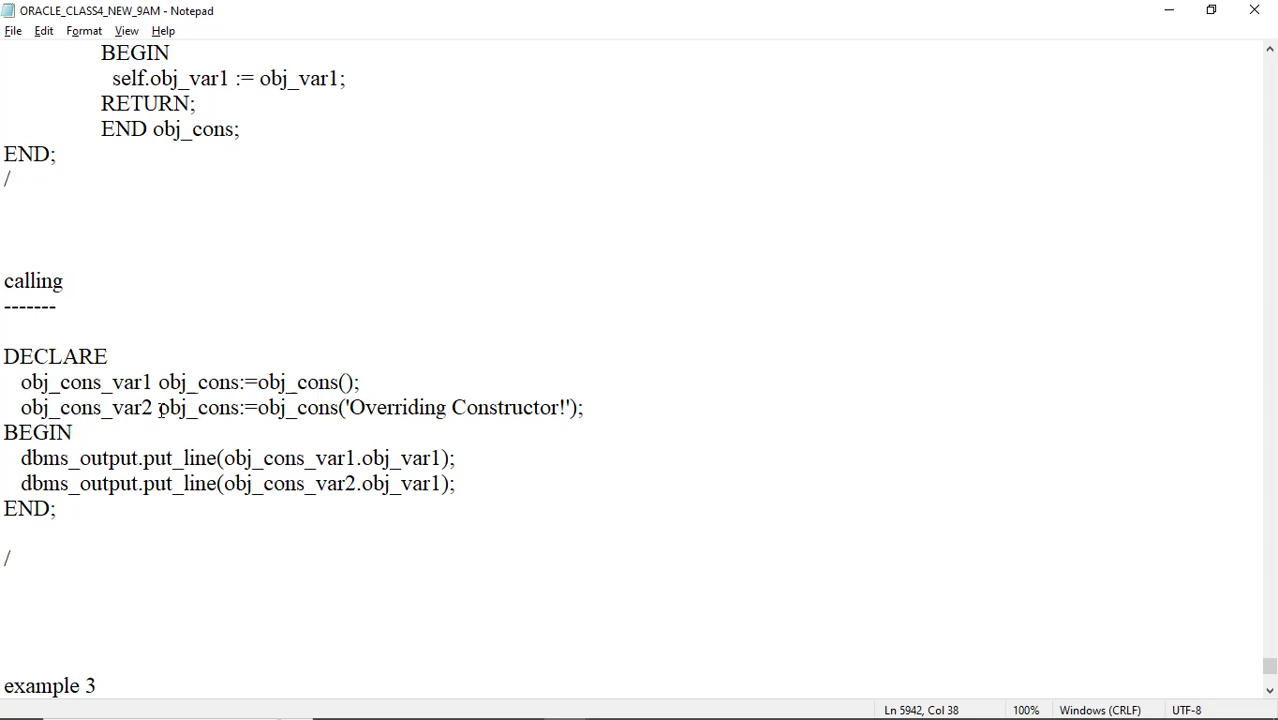 ORACLE_CLASS4_NEW_9AM - Notepad
File Edit Format View Help
BEGIN
self.obj_var1 := obj_var1;
RETURN;
END obj_cons;
END;
/
calling
-------
DECLARE
obj_cons_var1 obj_cons:=obj_cons();
obj_cons_var2 obj_cons:=obj_cons('Overriding Constructor!');
BEGIN
dbms_output.put_line(obj_cons_var1.obj_var1);
dbms_output.put_line(obj_cons_var2.obj_var1);
END;
/
example 3
Ln 5942, Col 38 100% Windows (CRLF) UTF-8